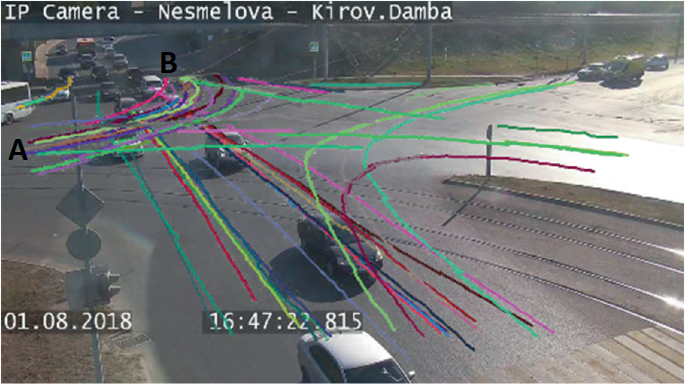 IP Camera - Nesmelova - Kirov.Damba
B
A
01.08.2018
16:47:22.815